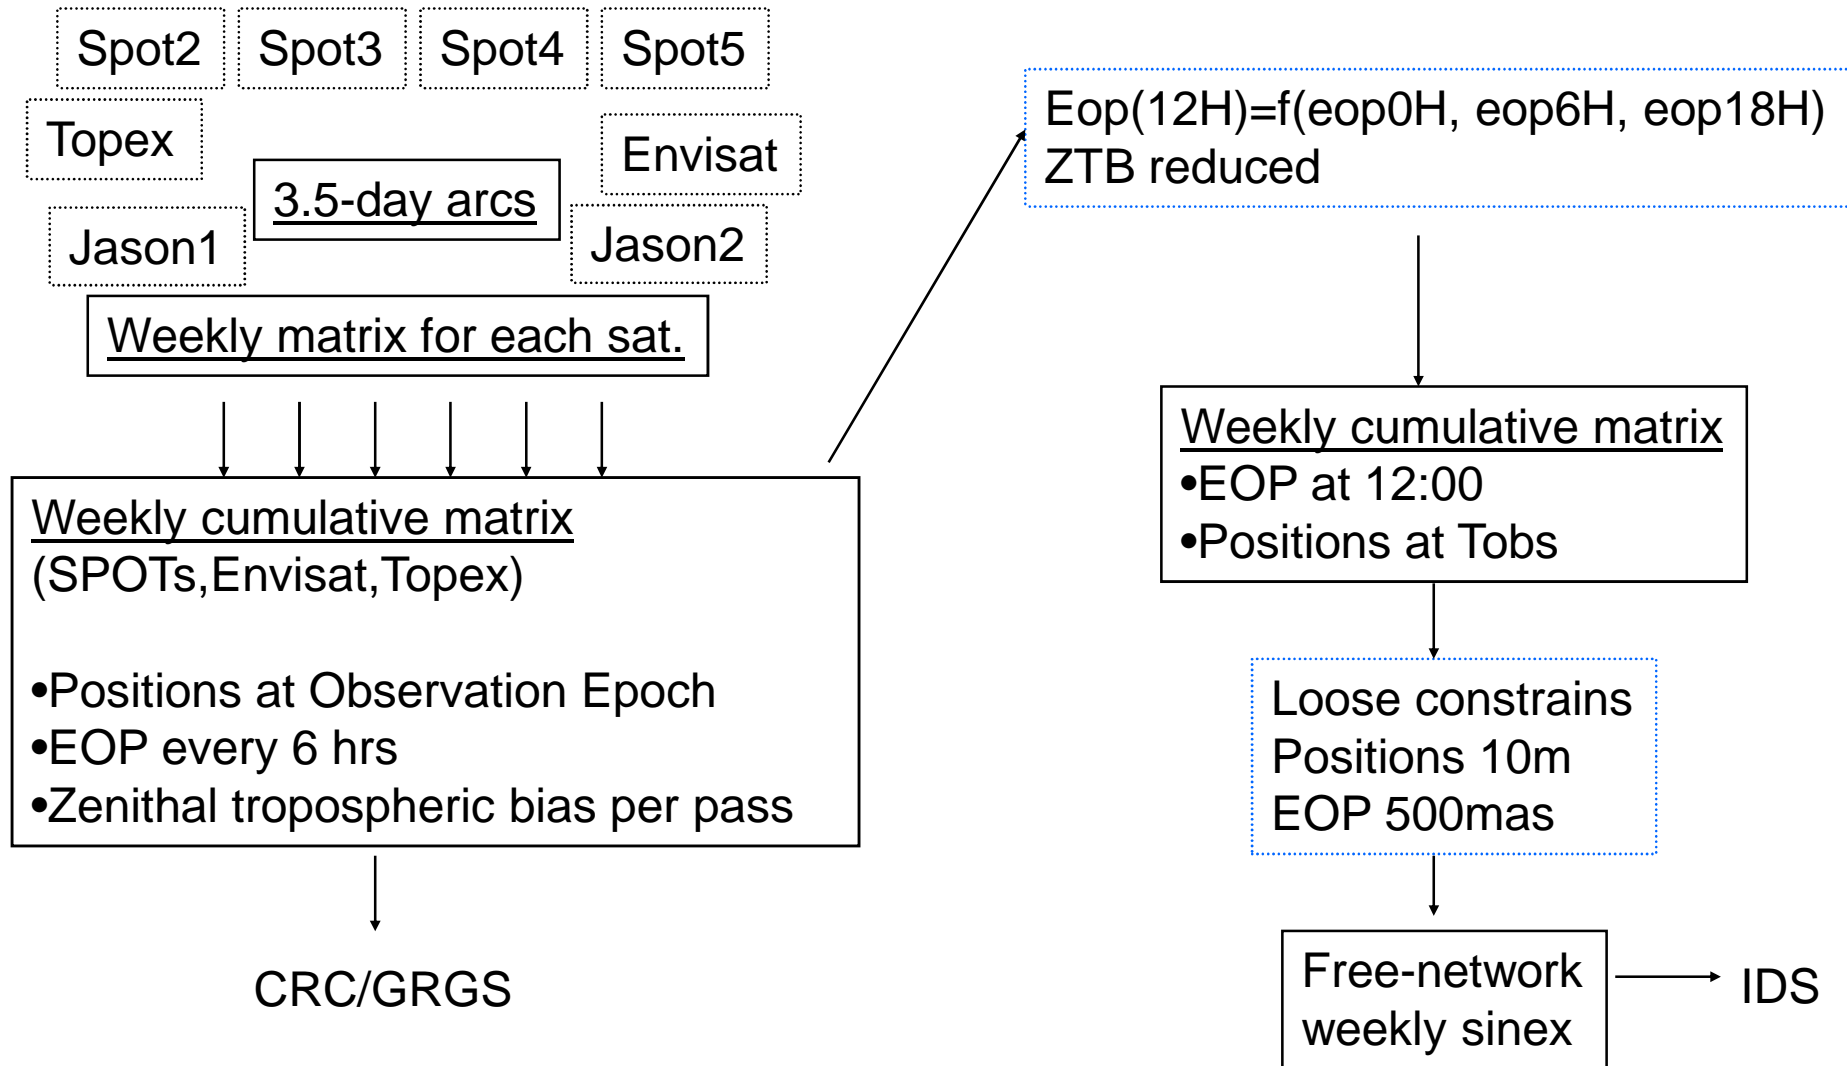 Spot2
Spot3
Spot4
Spot5
Topex
Envisat
3.5-day arcs
Jason1
Jason2
Weekly matrix for each sat.
Weekly cumulative matrix
(SPOTs,Envisat,Topex)
•Positions at Observation Epoch
•EOP every 6 hrs
•Zenithal tropospheric bias per pass
CRC/GRGS
Eop(12H)=f(eop0H, eop6H, eop18H)
ZTB reduced
Weekly cumulative matrix
•EOP at 12:00
•Positions at Tobs
Loose constrains
Positions 10m
EOP 500mas
Free-network
weekly sinex
IDS